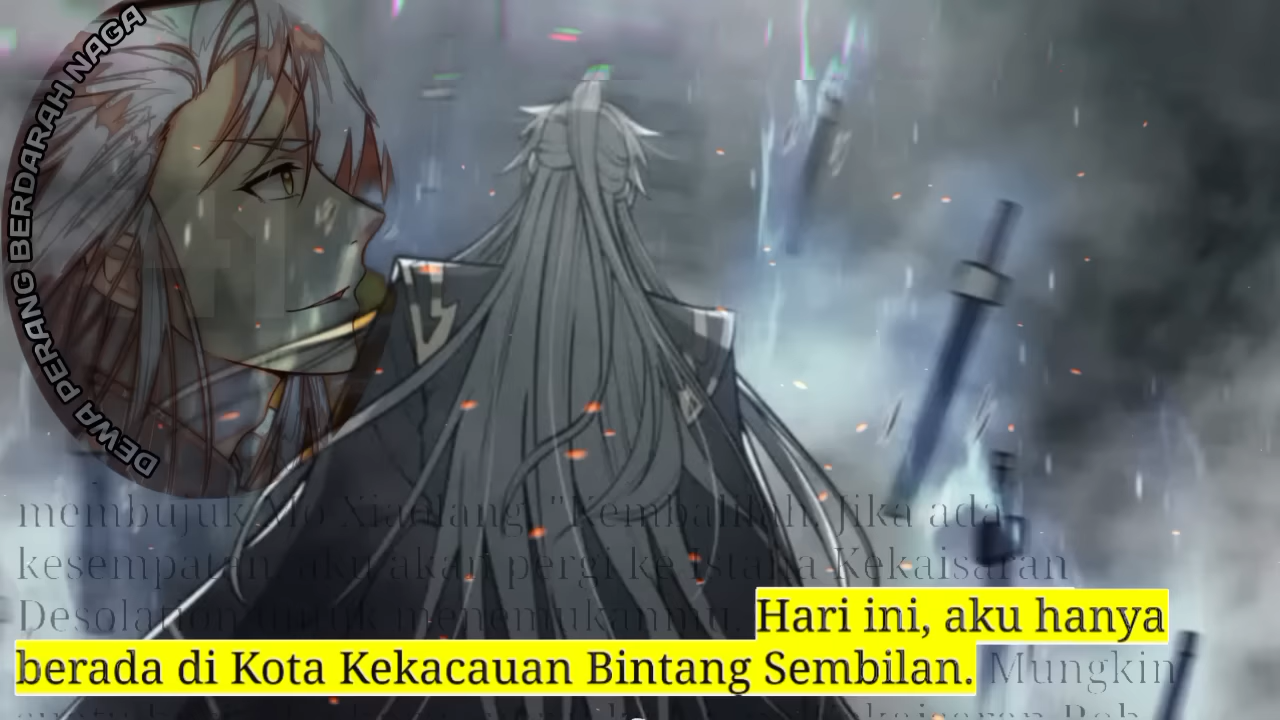 DEWA PERANG BERDARAH NAGA
membujuk Mo Xiaolang, "Kembalilah. Jika ada
kesempatan, aku akan pergi ke Istana Kekaisaran
Desolation untuk menemukanmu. Hari ini, aku hanya
berada di Kota Kekacauan Bintang Sembilan. Mungkin